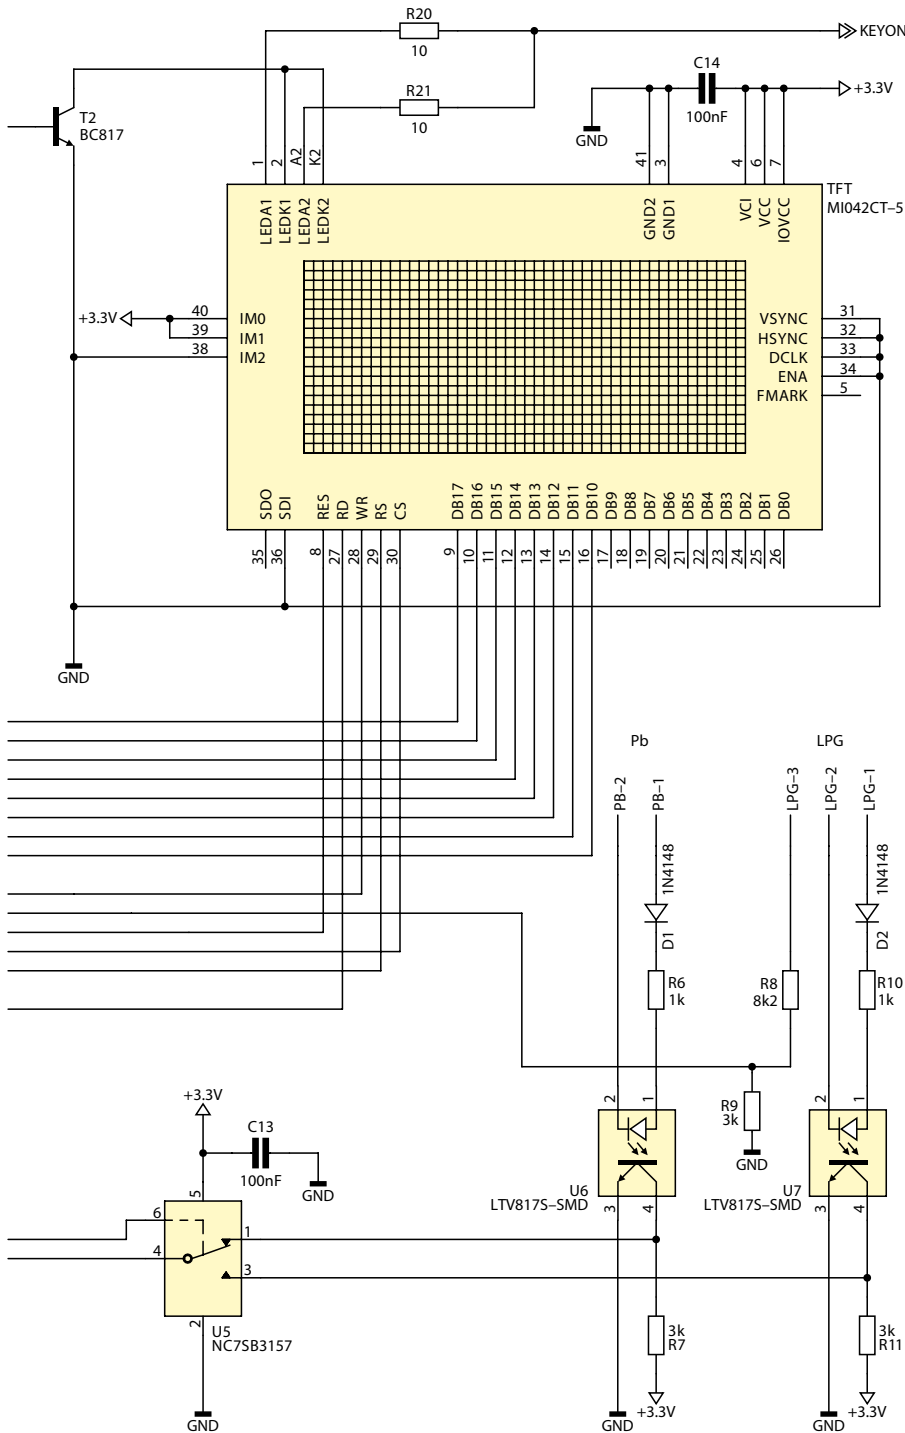 R20
10
KEYON
R21
10
C14
100nF
+3.3V
GND
T2
BC817
1
2
A2
K2
41
3
4
6
7
TFT
MI042CT-5
LEDA1
LEDK1
LEDA2
LEDK2
GND2
GND1
VCI
VCC
IOVCC
+3.3V
40
IM0
39
IM1
38
IM2
VSYNC
31
HSYNC
32
DCLK
33
ENA
34
FMARK
5
SDO
SDI
RES
RD
WR
RS
CS
DB17
DB16
DB15
DB14
DB13
DB12
DB11
DB10
DB9
DB8
DB7
DB6
DB5
DB4
DB3
DB2
DB1
DB0
35
36
8
27
28
29
30
9
10
11
12
13
14
15
16
17
18
19
20
21
22
23
24
25
26
GND
Pb
LPG
PB-2
PB-1
LPG-3
LPG-2
LPG-1
1N4148
D1
1N4148
D2
R6
1k
R8
8k2
R10
1k
R9
3k
GND
2
1
2
1
U6
LTV817S-SMD
U7
LTV817S-SMD
3
4
3
4
+3.3V
C13
100nF
GND
5
6
4
1
3
2
U5
NC7SB3157
GND
3k
R7
3k
R11
GND
+3.3V
GND
+3.3V